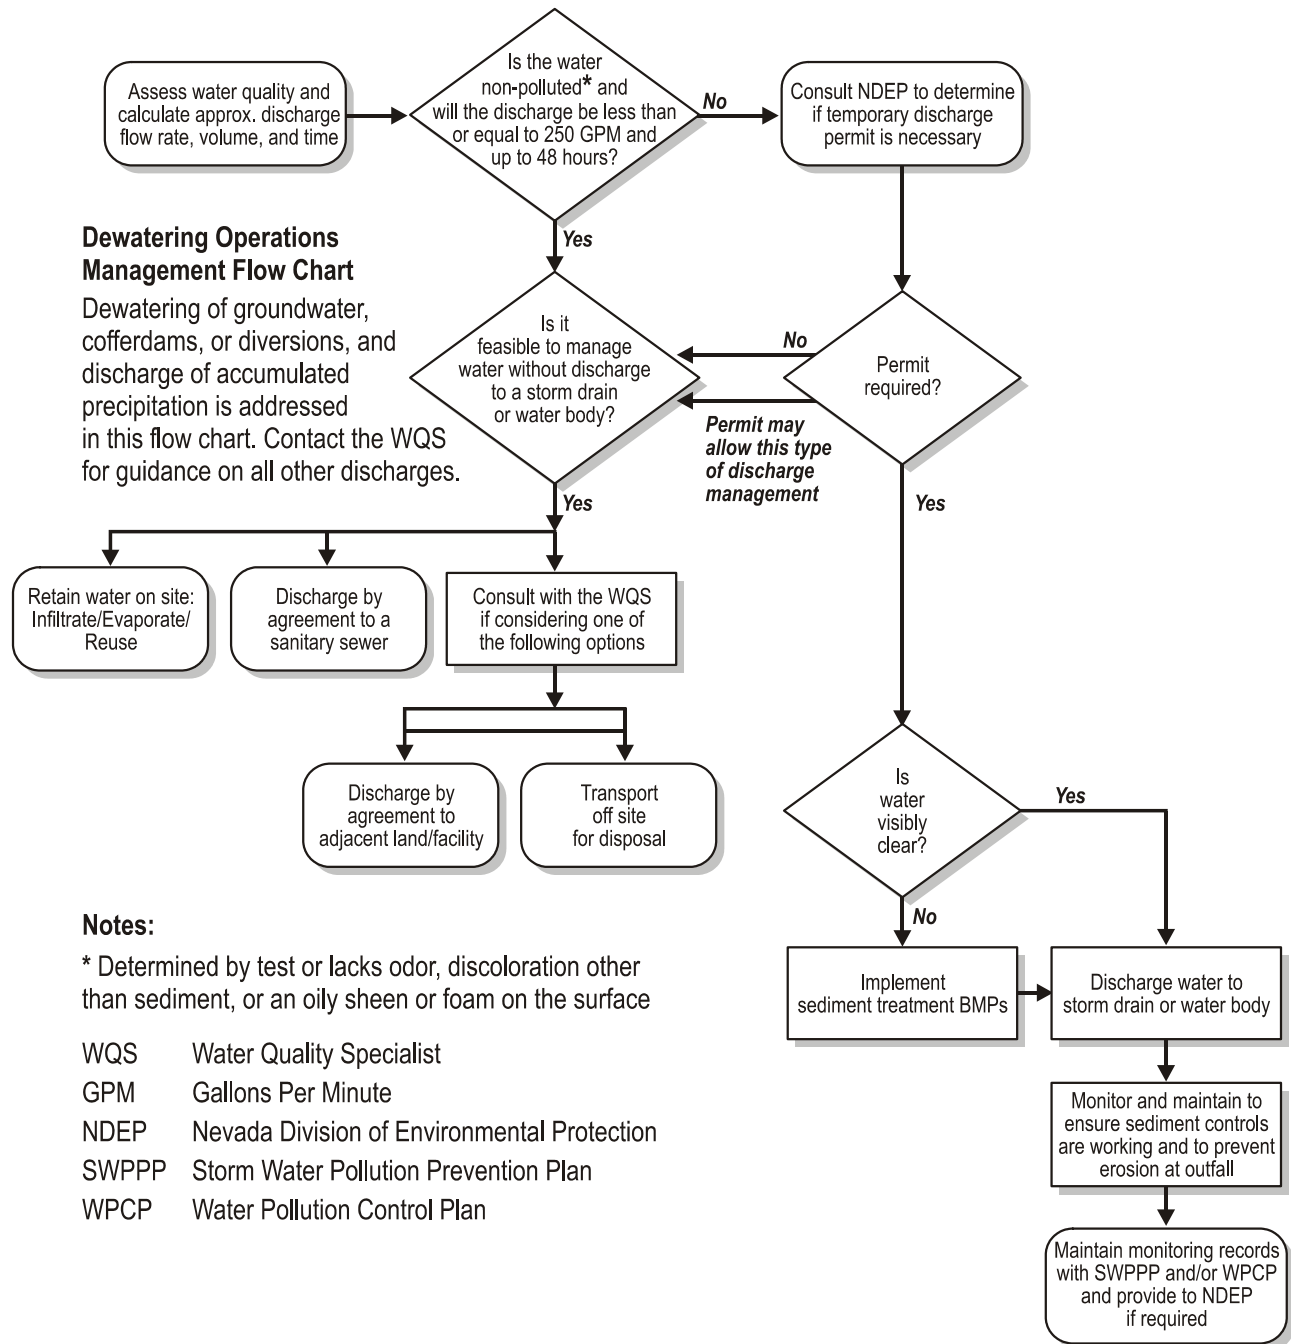 Assess water quality and
calculate approx. discharge
flow rate, volume, and time
Is the water
non-polluted* and
will the discharge be less than
or equal to 250 GPM and
up to 48 hours?
No
Consult NDEP to determine
if temporary discharge
permit is necessary
Yes
Dewatering Operations
Management Flow Chart
Dewatering of groundwater,
cofferdams, or diversions, and
discharge of accumulated
precipitation is addressed
in this flow chart. Contact the WQS
for guidance on all other discharges.
Is it
feasible to manage
water without discharge
to a storm drain
or water body?
No
Permit may
allow this type
of discharge
management
Permit
required?
Yes
Yes
Retain water on site:
Infiltrate/Evaporate/
Reuse
Discharge by
agreement to a
sanitary sewer
Consult with the WQS
if considering one of
the following options
Discharge by
agreement to
adjacent land/facility
Transport
off site
for disposal
Is
water
visibly
clear?
Yes
No
Implement
sediment treatment BMPs
Discharge water to
storm drain or water body
Monitor and maintain to
ensure sediment controls
are working and to prevent
erosion at outfall
Maintain monitoring records
with SWPPP and/or WPCP
and provide to NDEP
if required
Notes:
* Determined by test or lacks odor, discoloration other
than sediment, or an oily sheen or foam on the surface
WQS Water Quality Specialist
GPM Gallons Per Minute
NDEP Nevada Division of Environmental Protection
SWPPP Storm Water Pollution Prevention Plan
WPCP Water Pollution Control Plan